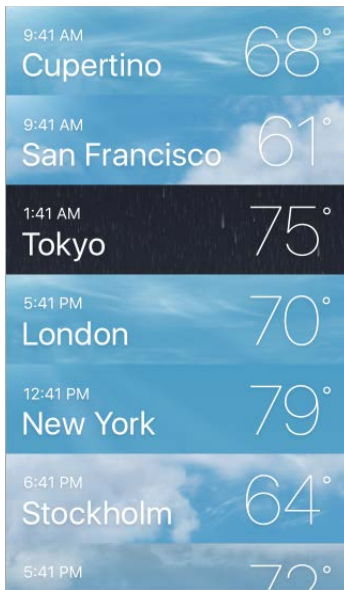 9:41 AM
Cupertino
68°
9:41 AM
San Francisco
61°
1:41 AM
Tokyo
75°
5:41 PM
London
70°
12:41 PM
New York
79°
6:41 PM
Stockholm
64°
5:41 PM